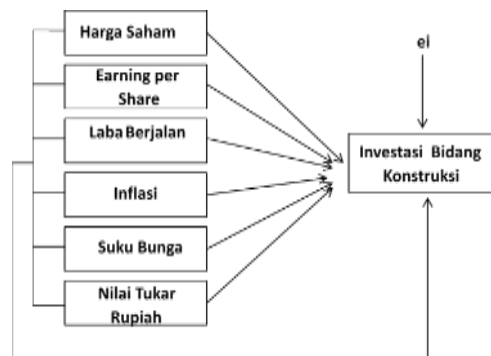 Harga Saham
ei
Earning per
Share
Laba Berjalan
Investasi Bidang
Konstruksi
Inflasi
Suku Bunga
Nilai Tukar
Rupiah